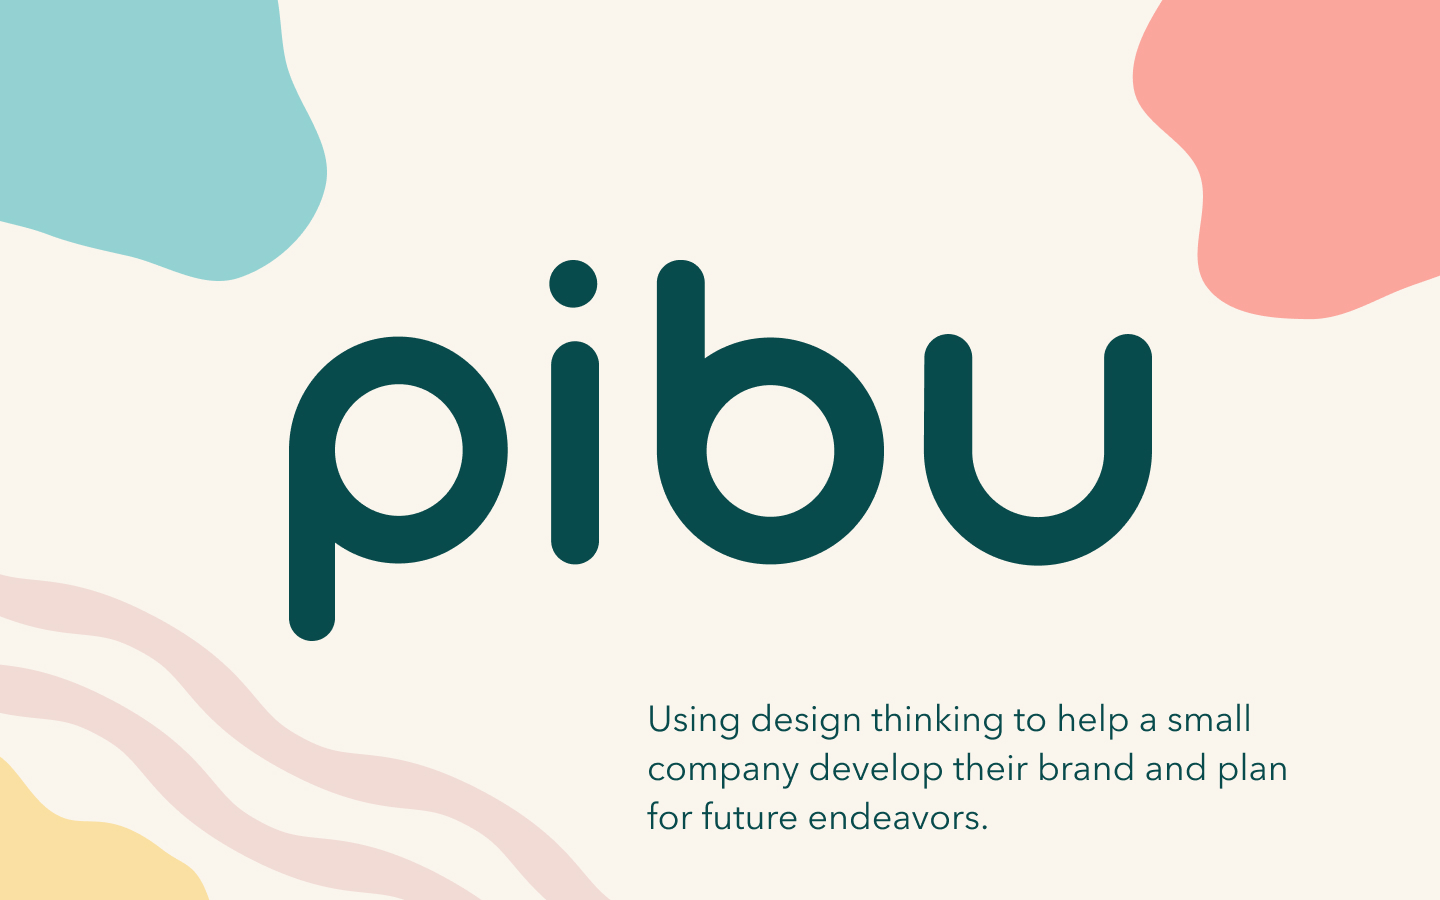 pibu
Using design thinking to help a small
company develop their brand and plan
for future endeavors.